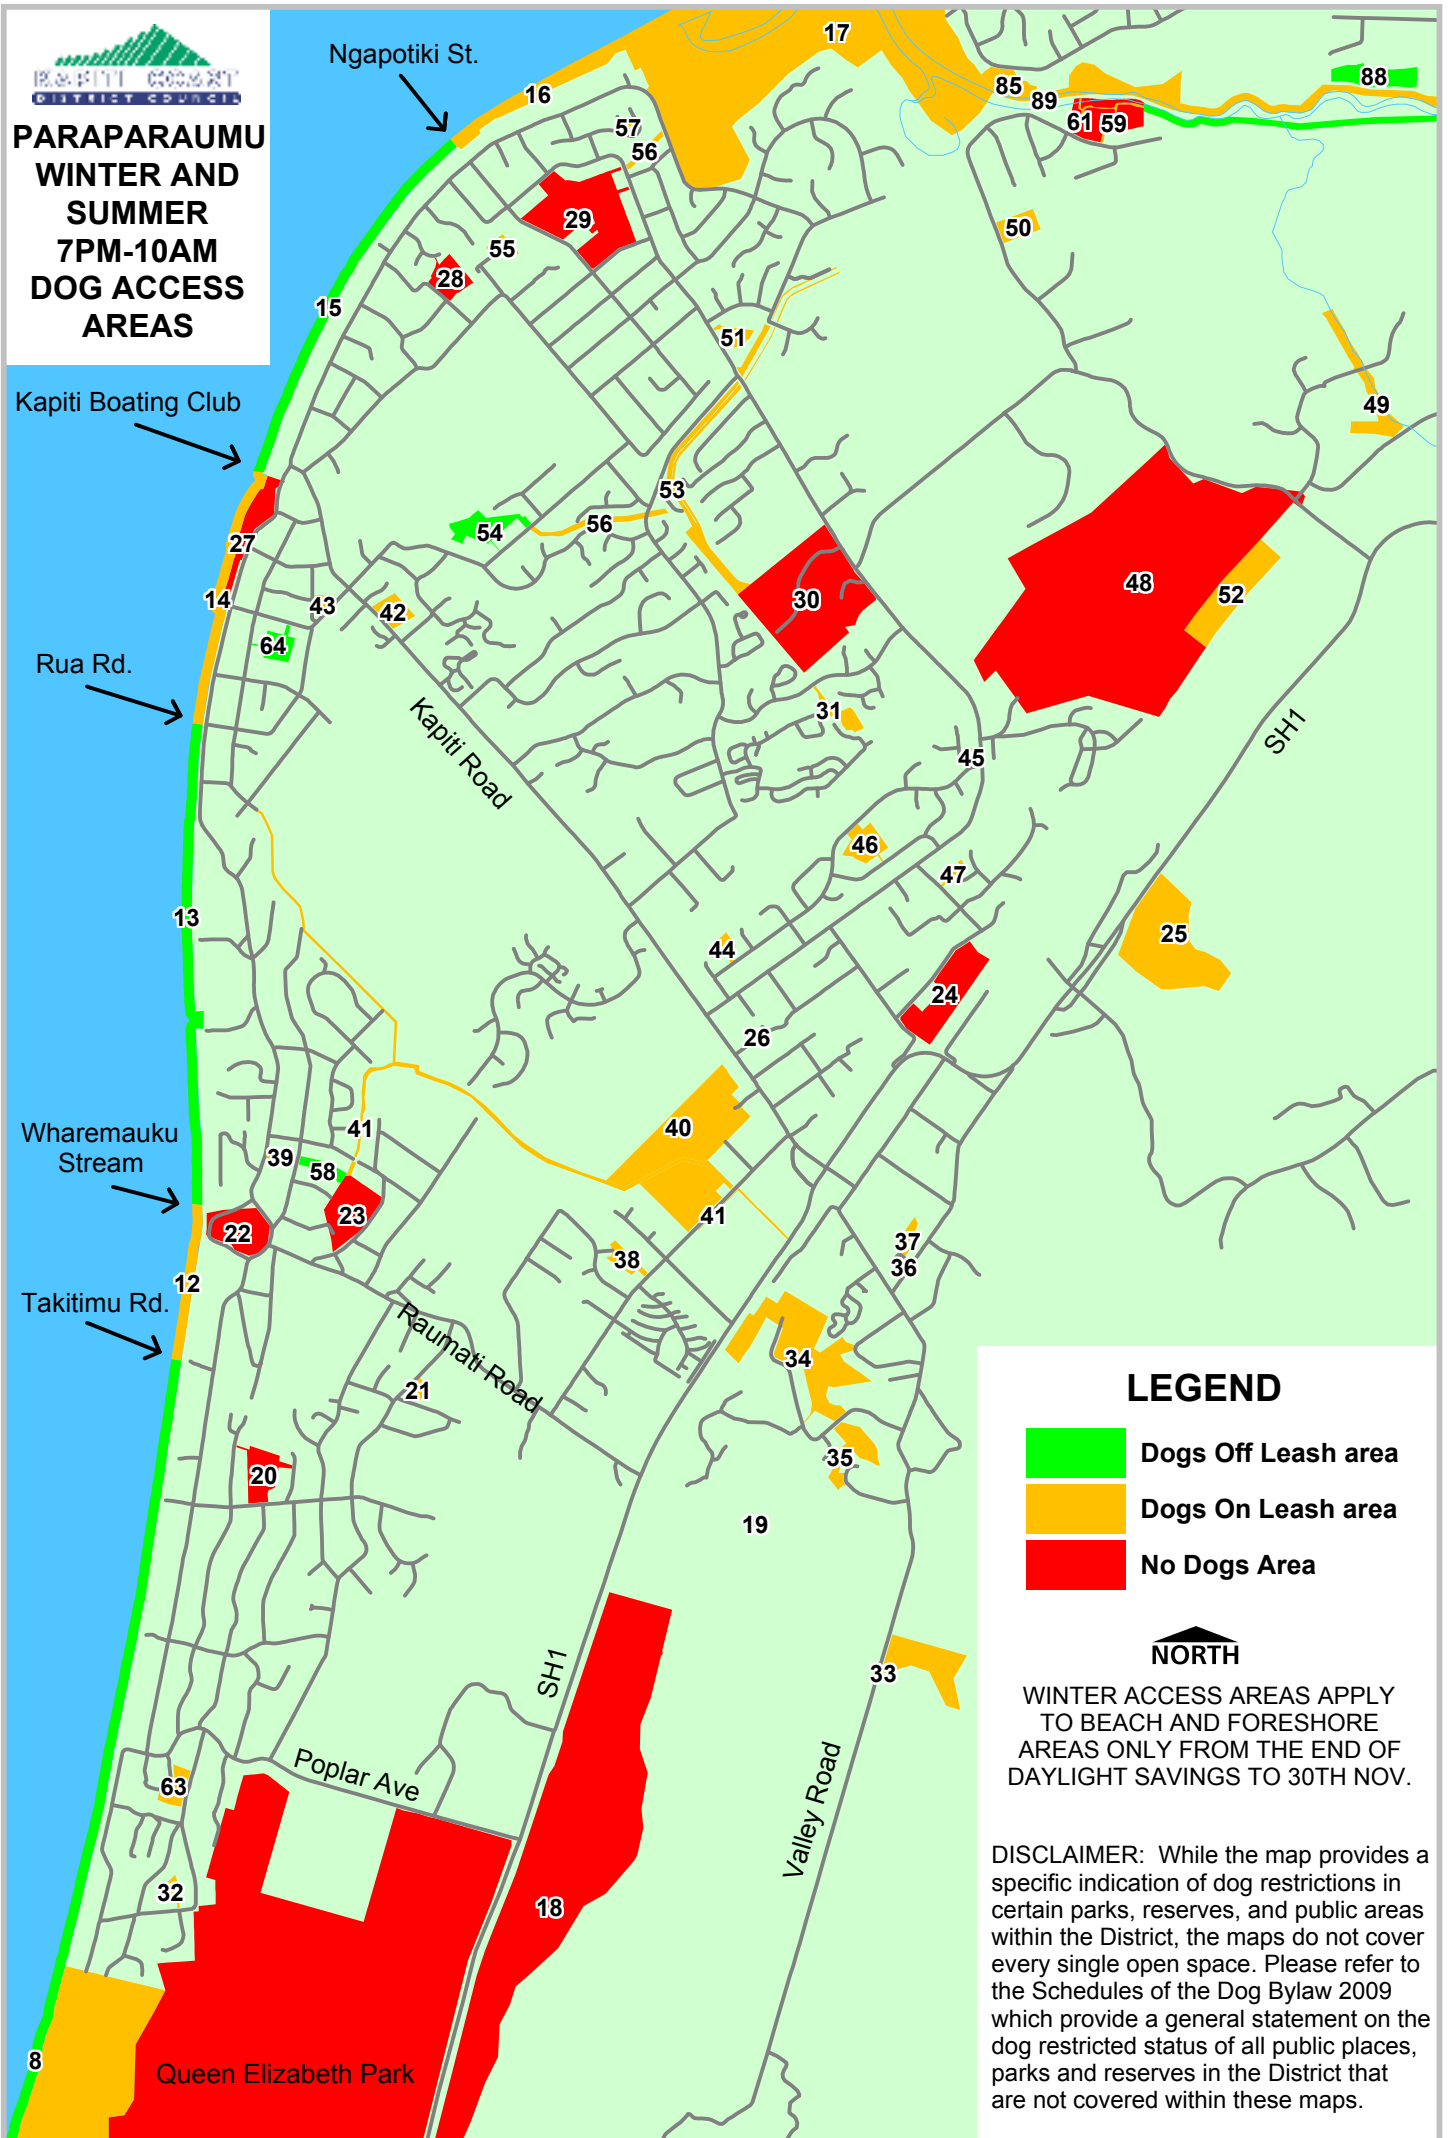 KAPITI COAST
DISTRICT COUNCIL
PARAPARAUMU
WINTER AND
SUMMER
7PM-10AM
DOG ACCESS
AREAS
Ngapotiki St.
Kapiti Boating Club
Rua Rd.
Wharemauku
Stream
Takitimu Rd.
17
16
88
85
89
61
59
57
56
29
50
55
28
15
51
49
53
54
56
27
14
43
42
30
48
52
64
31
Kapiti Road
SH1
45
46
47
13
44
25
24
26
40
41
39
58
23
22
41
37
36
38
12
Raumati Road
34
21
35
20
19
SH1
33
Poplar Ave
Valley Road
63
32
18
8
Queen Elizabeth Park
LEGEND
Dogs Off Leash area
Dogs On Leash area
No Dogs Area
NORTH
WINTER ACCESS AREAS APPLY
TO BEACH AND FORESHORE
AREAS ONLY FROM THE END OF
DAYLIGHT SAVINGS TO 30TH NOV.
DISCLAIMER: While the map provides a
specific indication of dog restrictions in
certain parks, reserves, and public areas
within the District, the maps do not cover
every single open space. Please refer to
the Schedules of the Dog Bylaw 2009
which provide a general statement on the
dog restricted status of all public places,
parks and reserves in the District that
are not covered within these maps.